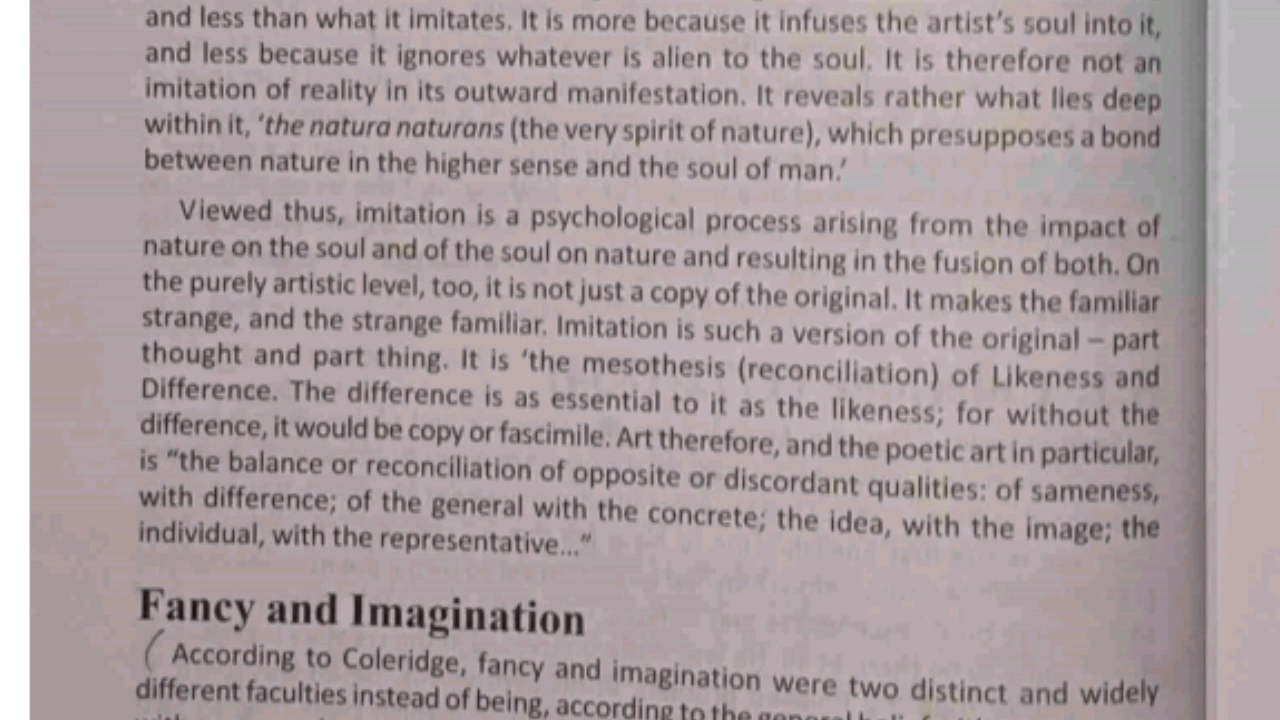 and less than what it imitates. It is more because it infuses the artist's soul into it,
and less because it ignores whatever is alien to the soul. It is therefore not an
imitation of reality in its outward manifestation. It reveals rather what lies deep
within it, 'the natura naturans (the very spirit of nature), which presupposes a bond
between nature in the higher sense and the soul of man.'
Viewed thus, imitation is a psychological process arising from the impact of
nature on the soul and of the soul on nature and resulting in the fusion of both. On
the purely artistic level, too, it is not just a copy of the original. It makes the familiar
strange, and the strange familiar. Imitation is such a version of the original – part
thought and part thing. It is 'the mesothesis (reconciliation) of Likeness and
Difference. The difference is as essential to it as the likeness; for without the
difference, it would be copy or fascimile. Art therefore, and the poetic art in particular,
is "the balance or reconciliation of opposite or discordant qualities: of sameness,
with difference; of the general with the concrete; the idea, with the image; the
individual, with the representative..."
Fancy and Imagination
( According to Coleridge, fancy and imagination were two distinct and widely
different faculties instead of being, according to the general